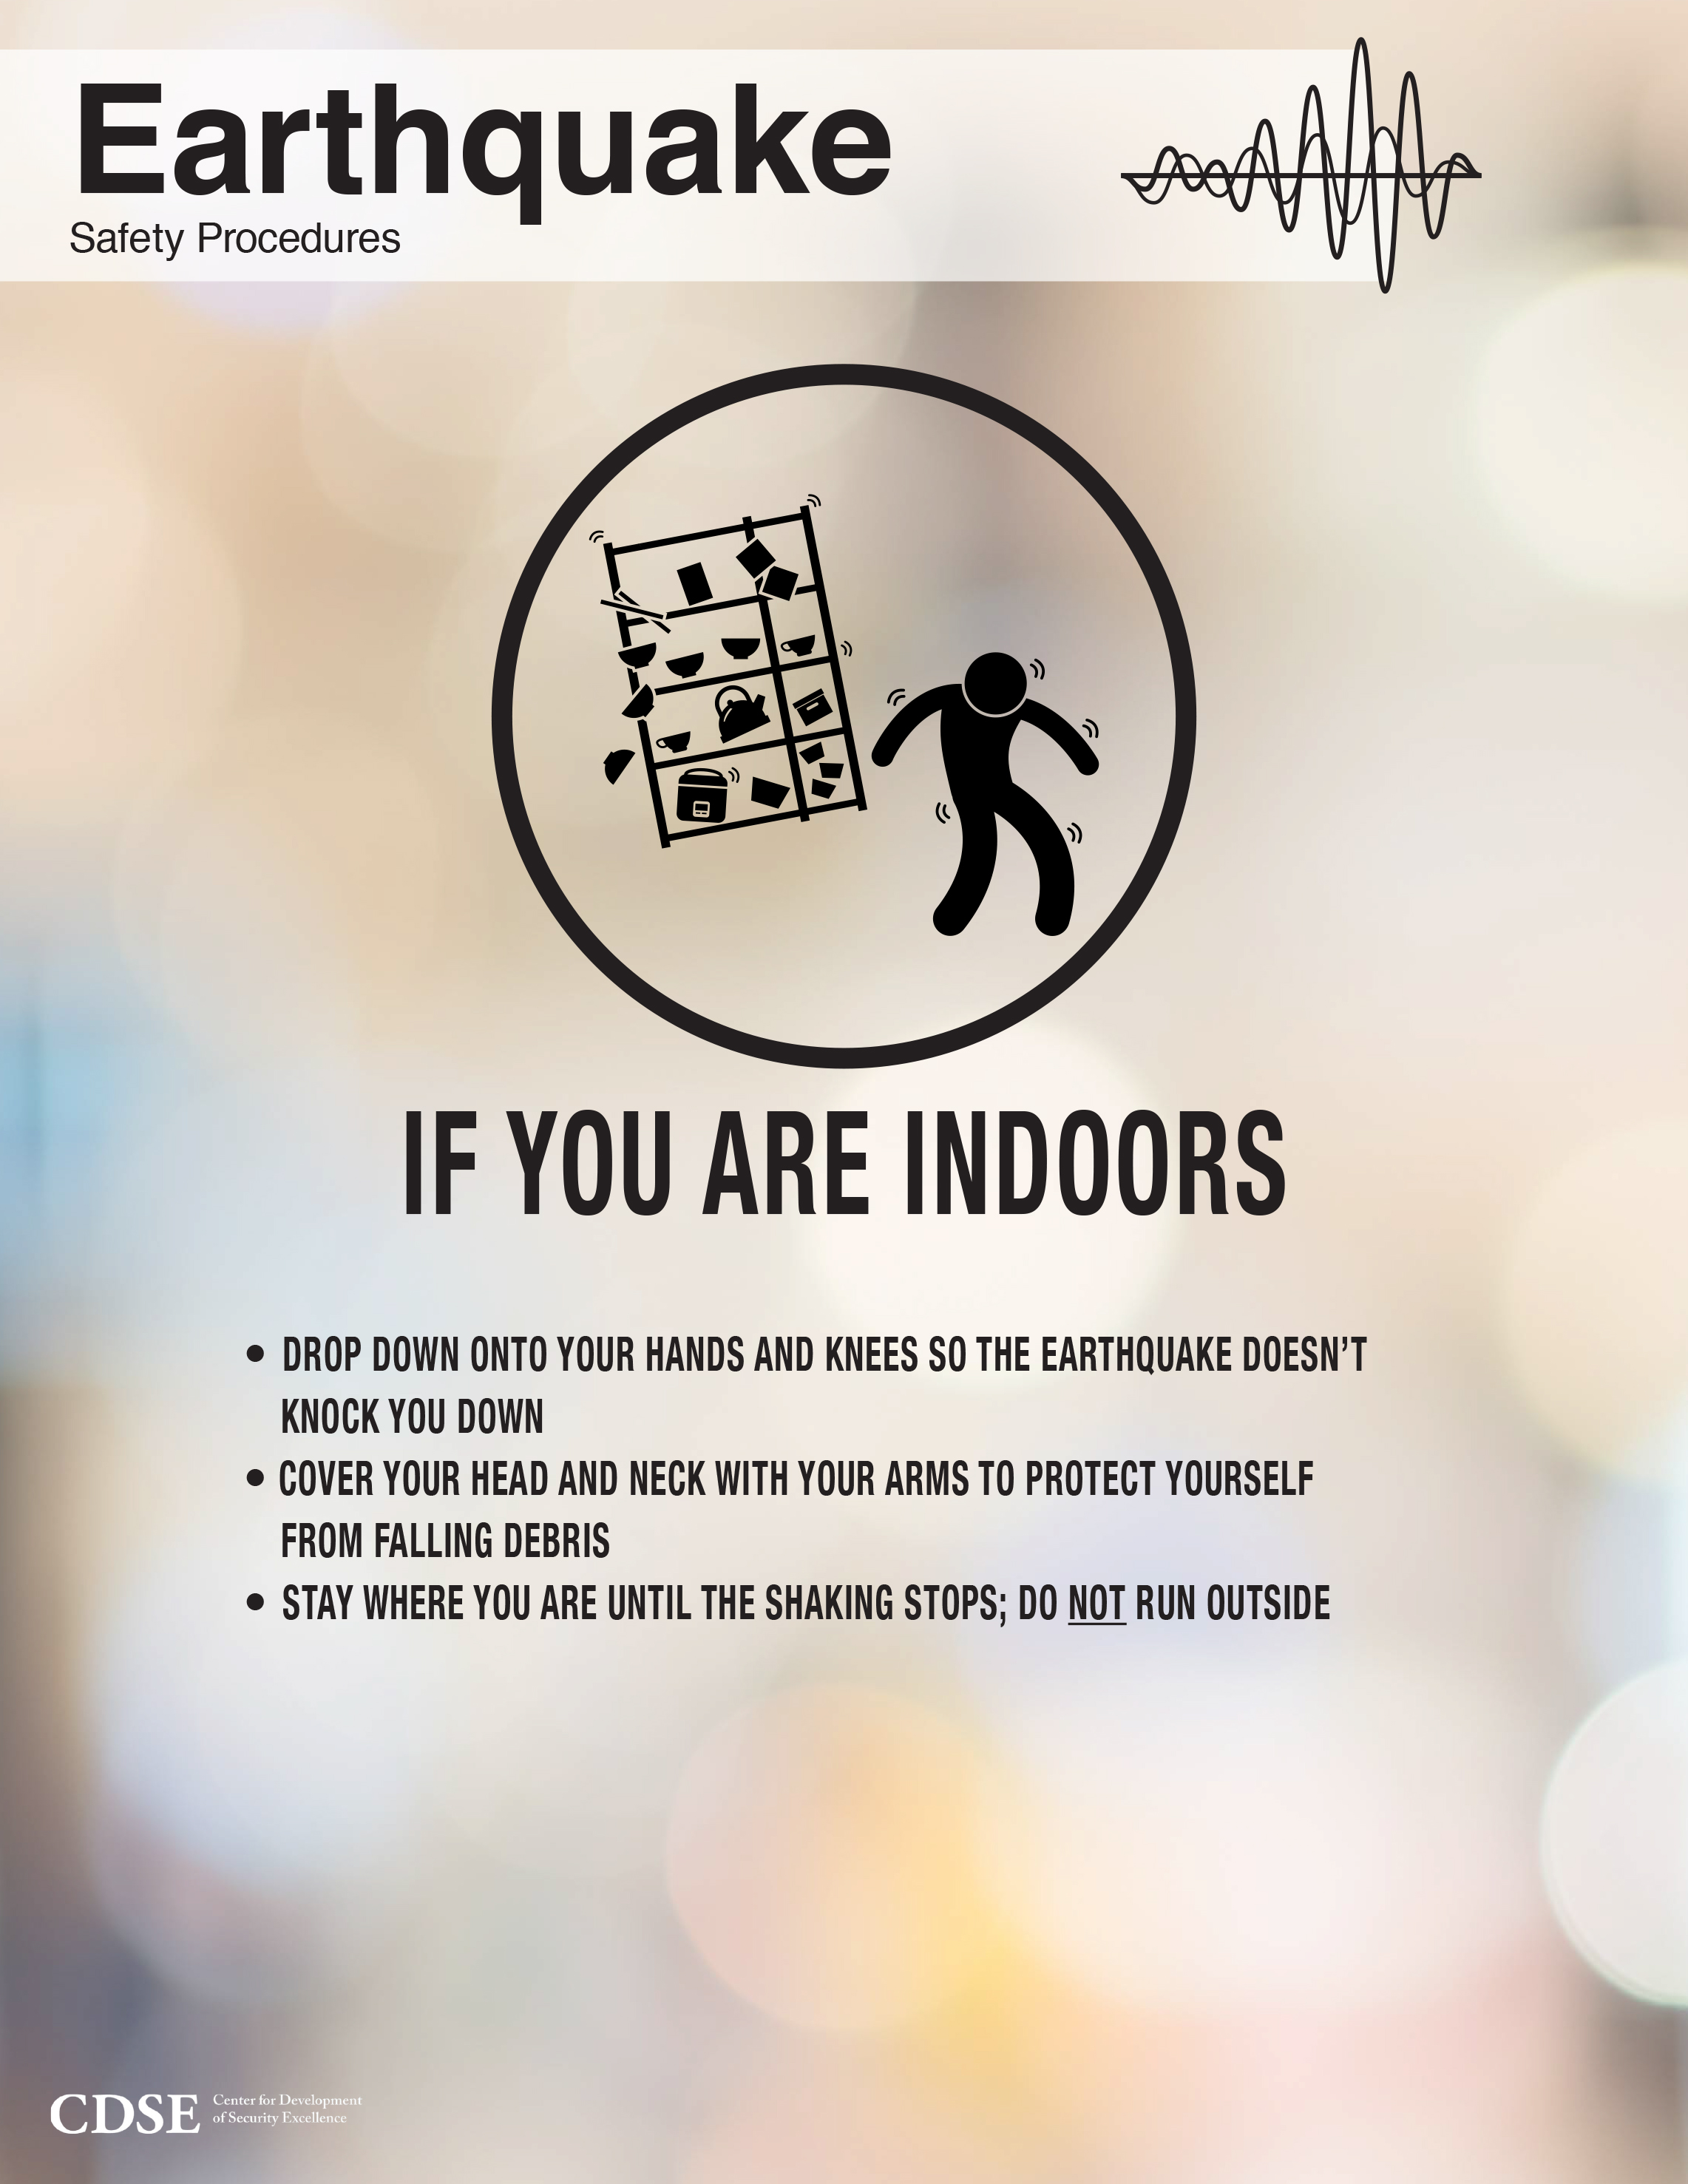 Earthquake
Safety Procedures
IF YOU ARE INDOORS
• DROP DOWN ONTO YOUR HANDS AND KNEES SO THE EARTHQUAKE DOESN’T
KNOCK YOU DOWN
• COVER YOUR HEAD AND NECK WITH YOUR ARMS TO PROTECT YOURSELF
FROM FALLING DEBRIS
• STAY WHERE YOU ARE UNTIL THE SHAKING STOPS; DO NOT RUN OUTSIDE
CDSE Center for Development
of Security Excellence